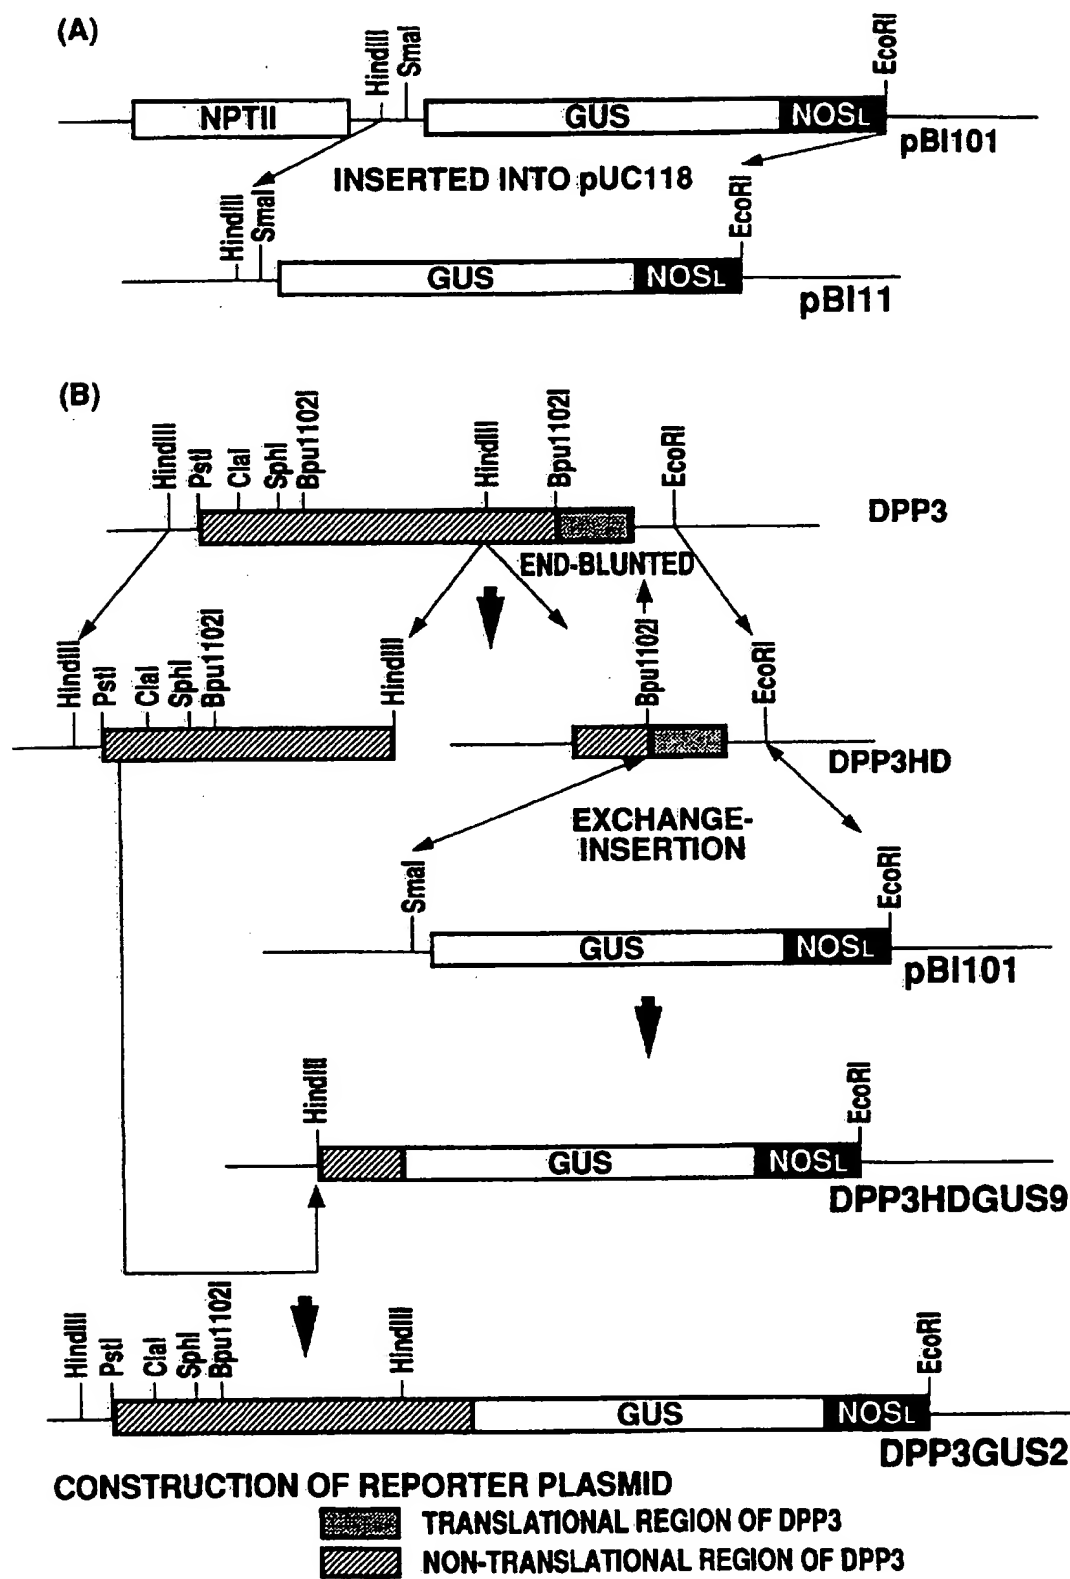 (A)
HindIII
SmaI
EcoRI
NPTII
GUS
NOSL
pBI101
INSERTED INTO pUC118
HindIII
SmaI
EcoRI
GUS
NOSL
pBI11
(B)
HindIII
PstI
ClaI
SphI
Bpu1102I
HindIII
Bpu1102I
EcoRI
DPP3
END-BLUNTED
HindIII
PstI
ClaI
SphI
Bpu1102I
HindIII
Bpu1102I
EcoRI
DPP3HD
EXCHANGE-
INSERTION
SmaI
EcoRI
GUS
NOSL
pBI101
HindIII
EcoRI
GUS
NOSL
DPP3HDGUS9
HindIII
PstI
ClaI
SphI
Bpu1102I
HindIII
EcoRI
GUS
NOSL
DPP3GUS2
CONSTRUCTION OF REPORTER PLASMID
TRANSLATIONAL REGION OF DPP3
NON-TRANSLATIONAL REGION OF DPP3